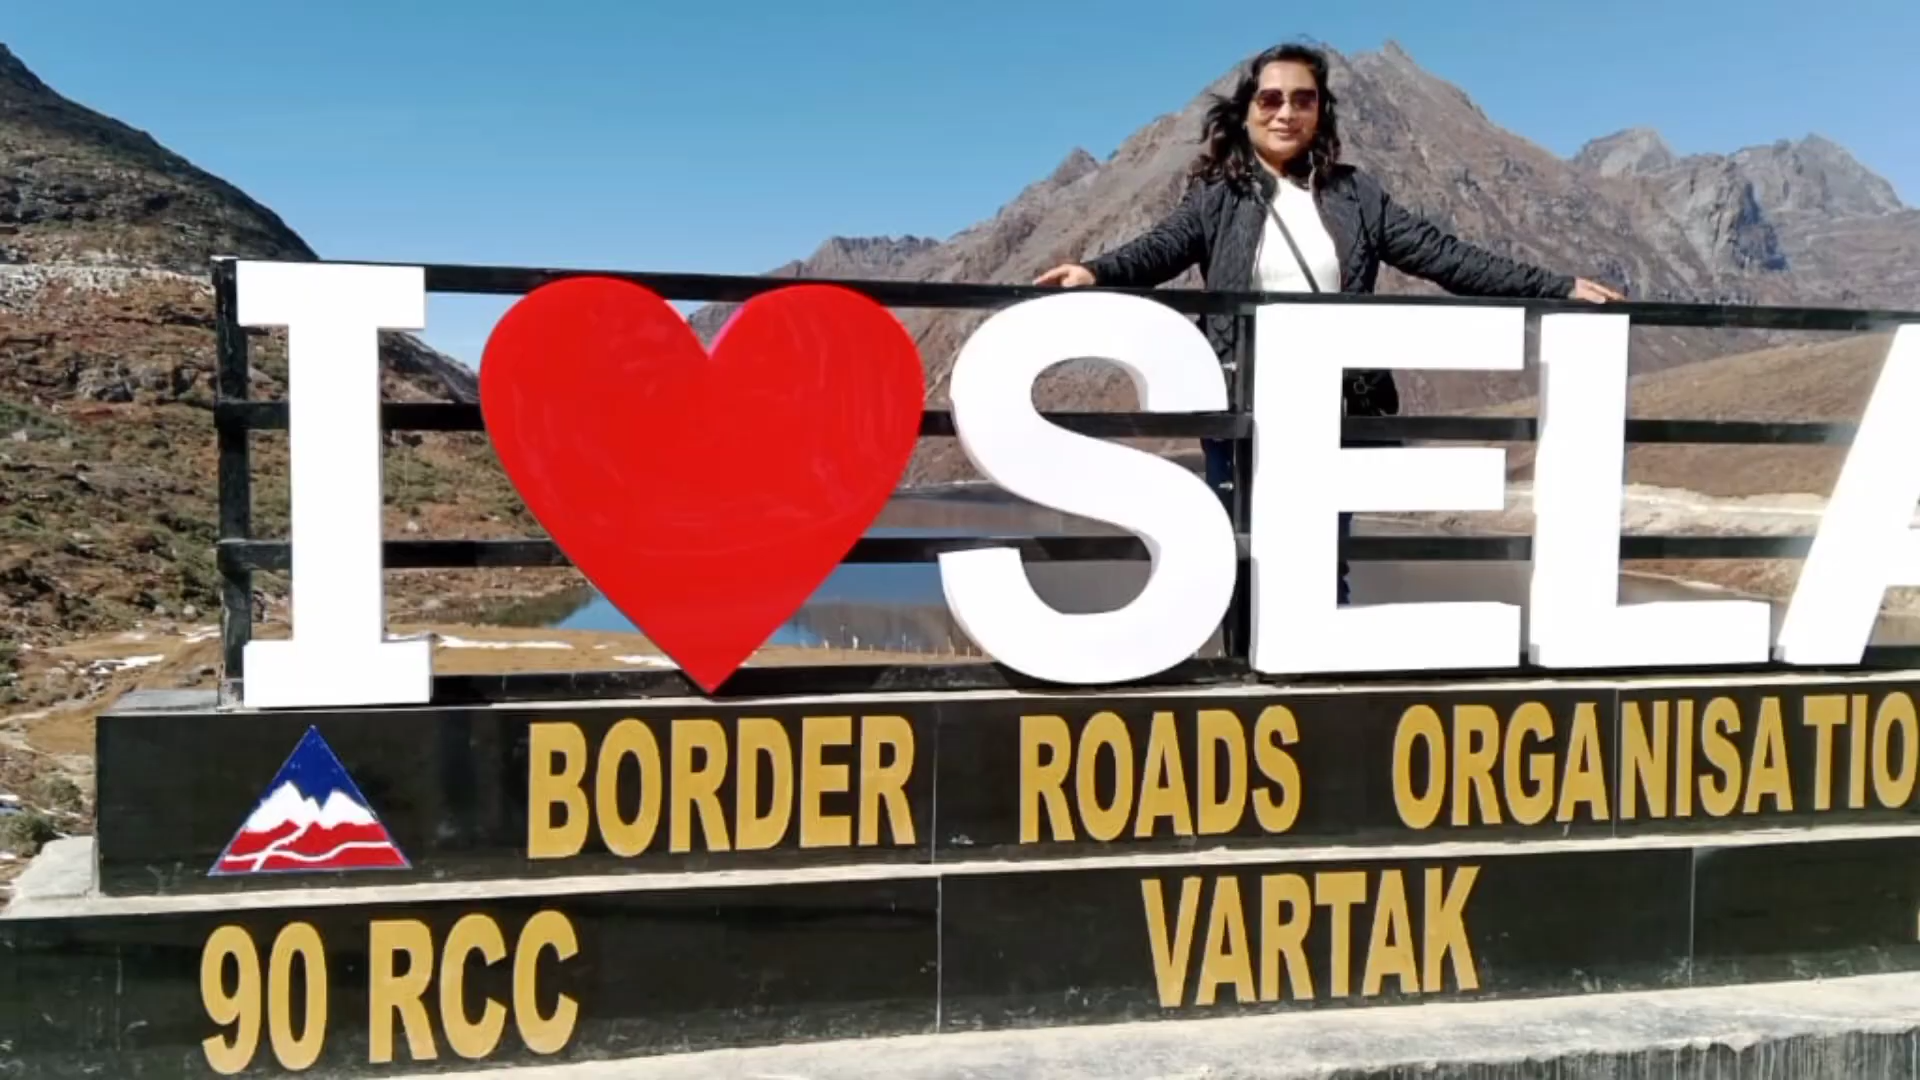 I ❤ SELA
BORDER ROADS ORGANISATIO
90 RCC VARTAK